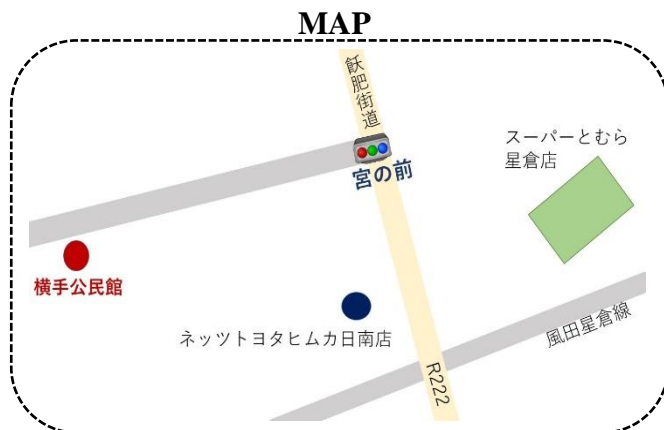 MAP
飫肥街道
宮の前
スーパーとむら
星倉店
横手公民館
ネッツトヨタヒムカ日南店
風田星倉線
R222